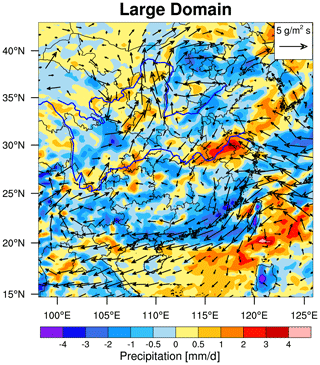 Large Domain
5 g/m² s
40°N
35°N
30°N
25°N
20°N
15°N
100°E 105°E 110°E 115°E 120°E 125°E
-4 -3 -2 -1 -0.5 0 0.5 1 2 3 4
Precipitation [mm/d]